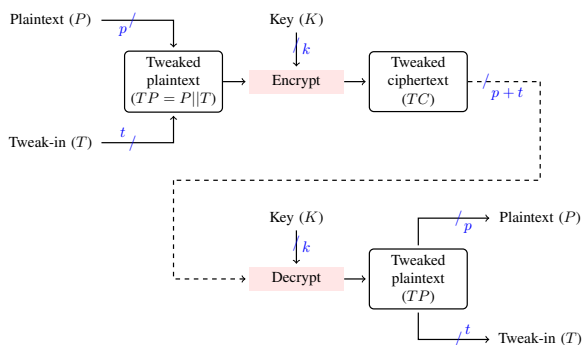 Plaintext (P)
p
Key (K)
k
Tweaked
plaintext
(TP = P||T)
Encrypt
Tweaked
ciphertext
(TC)
p + t
Tweak-in (T)
t
Key (K)
k
Decrypt
Tweaked
plaintext
(TP)
Plaintext (P)
p
Tweak-in (T)
t